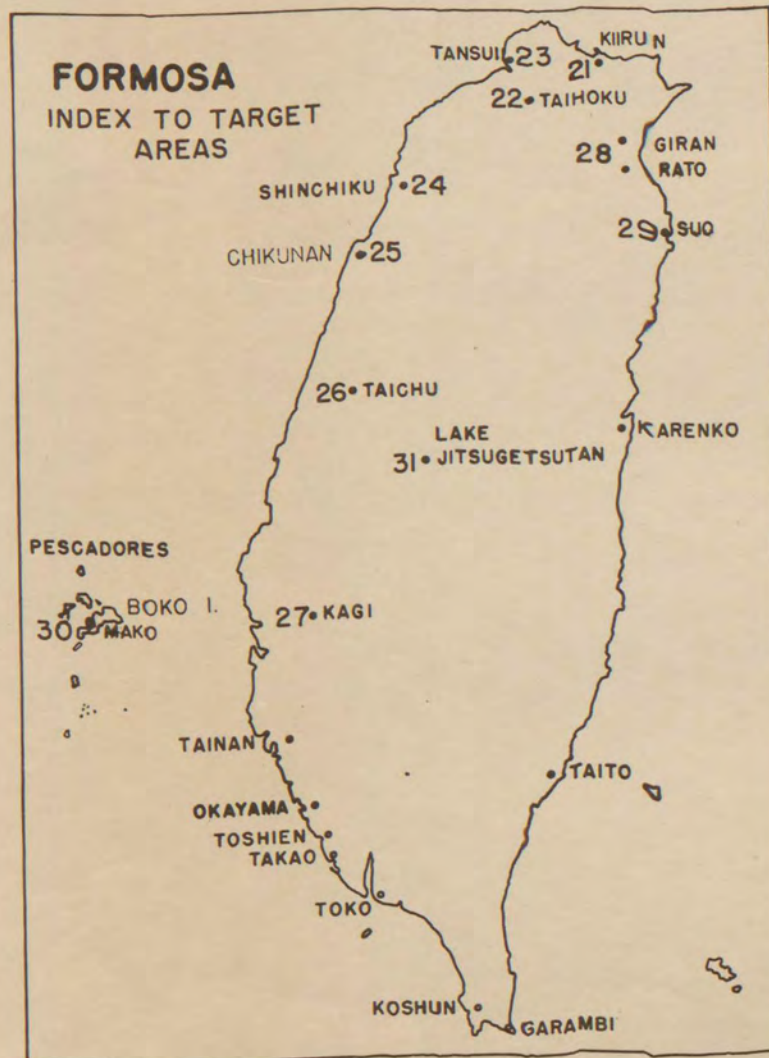 FORMOSA
INDEX TO TARGET
AREAS
TANSUI
23
KIIRUN
21
22 TAIHOKU
28
GIRAN
RATO
SHINCHIKU 24
29 SUO
CHIKUNAN 25
26 TAICHU
KARENKO
LAKE
31 JITSUGETSUTAN
PESCADORES
BOKO I.
30 MAKO
27 KAGI
TAINAN
TAITO
OKAYAMA
TOSHIEN
TAKAO
TOKO
KOSHUN
GARAMBI